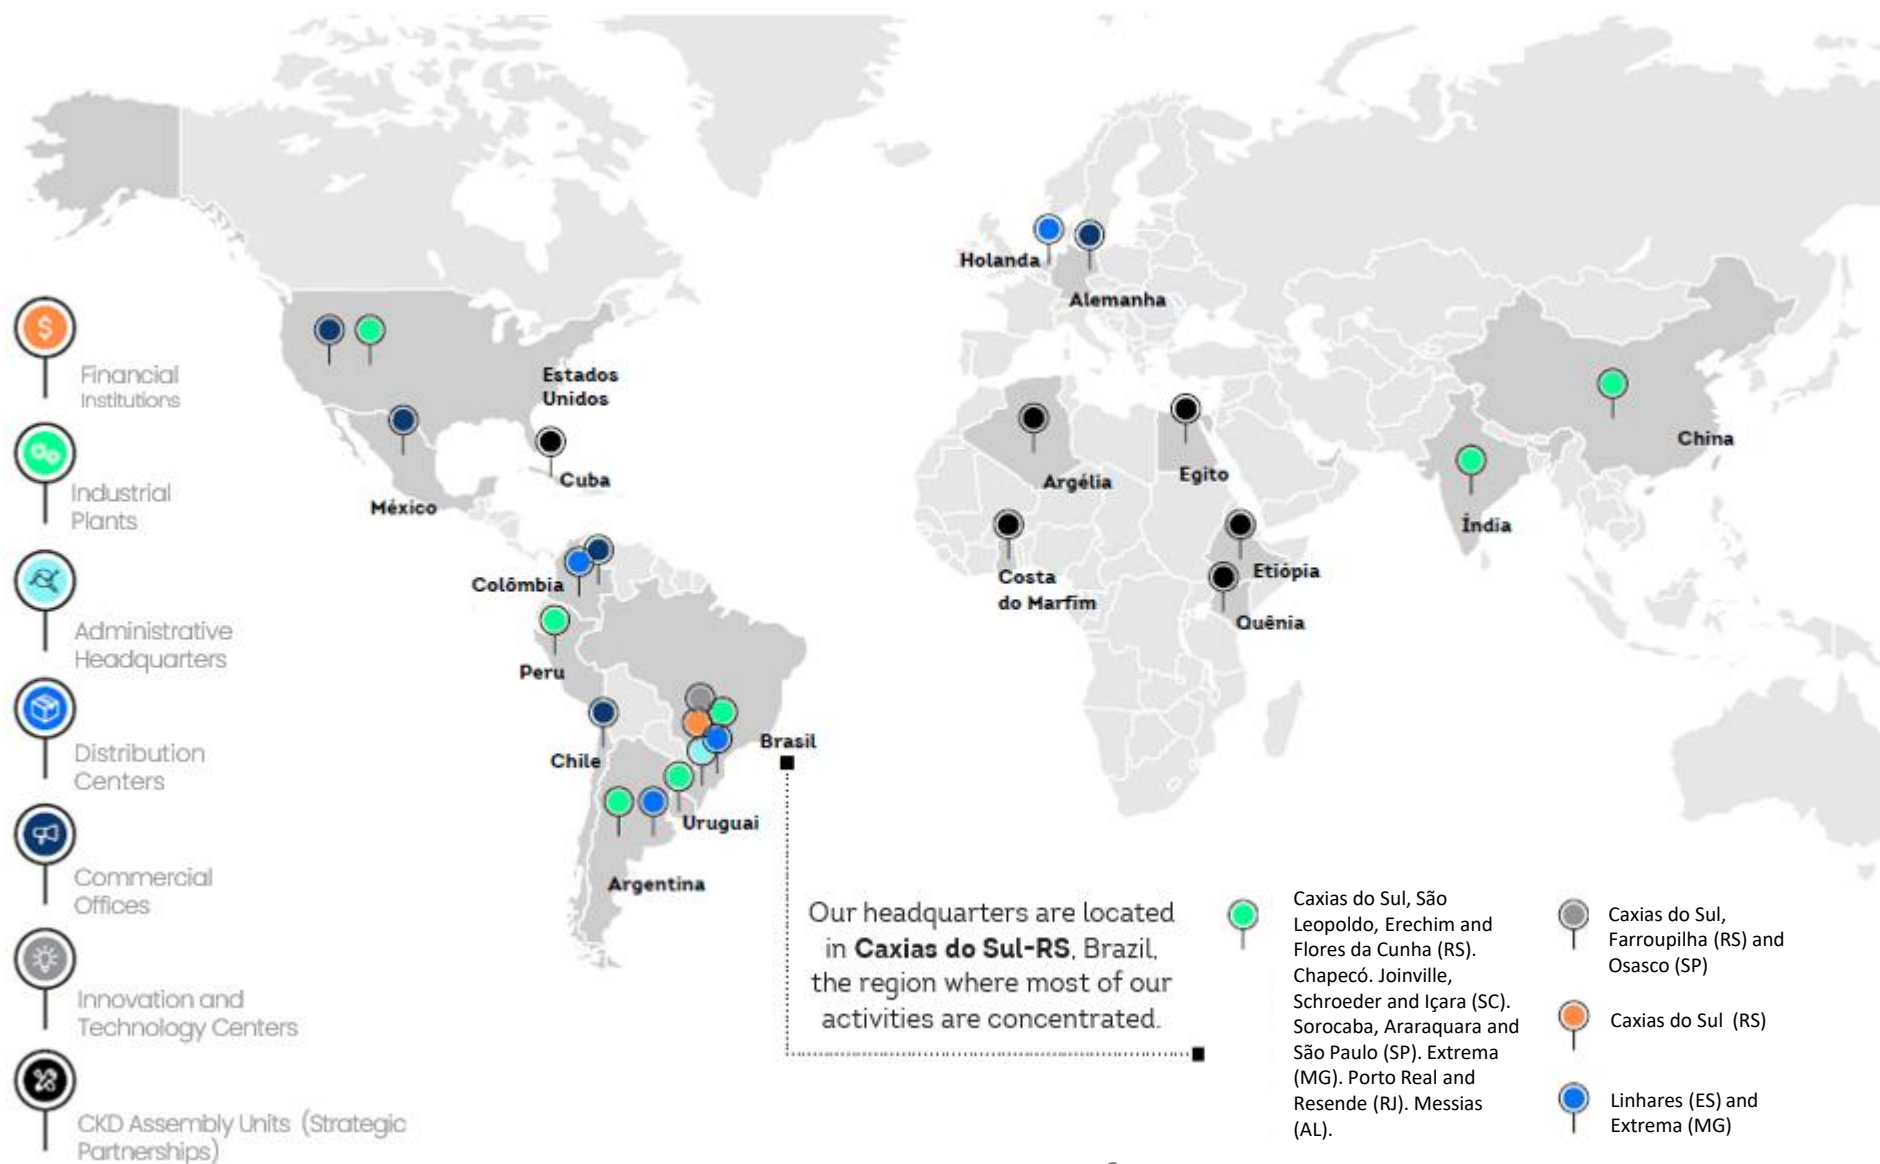 Financial
Institutions
Industrial
Plants
Administrative
Headquarters
Distribution
Centers
Commercial
Offices
Innovation and
Technology Centers
CKD Assembly Units (Strategic
Partnerships)
Estados
Unidos
México
Cuba
Colômbia
Peru
Chile
Brasil
Uruguai
Argentina
Holanda
Alemanha
Argélia
Egito
Costa
do Marfim
Etiópia
Quênia
Índia
China
Our headquarters are located
in Caxias do Sul-RS, Brazil,
the region where most of our
activities are concentrated.
Caxias do Sul, São
Leopoldo, Erechim and
Flores da Cunha (RS).
Chapecó. Joinville,
Schroeder and Içara (SC).
Sorocaba, Araraquara and
São Paulo (SP). Extrema
(MG). Porto Real and
Resende (RJ). Messias
(AL).
Caxias do Sul,
Farroupilha (RS) and
Osasco (SP)
Caxias do Sul (RS)
Linhares (ES) and
Extrema (MG)